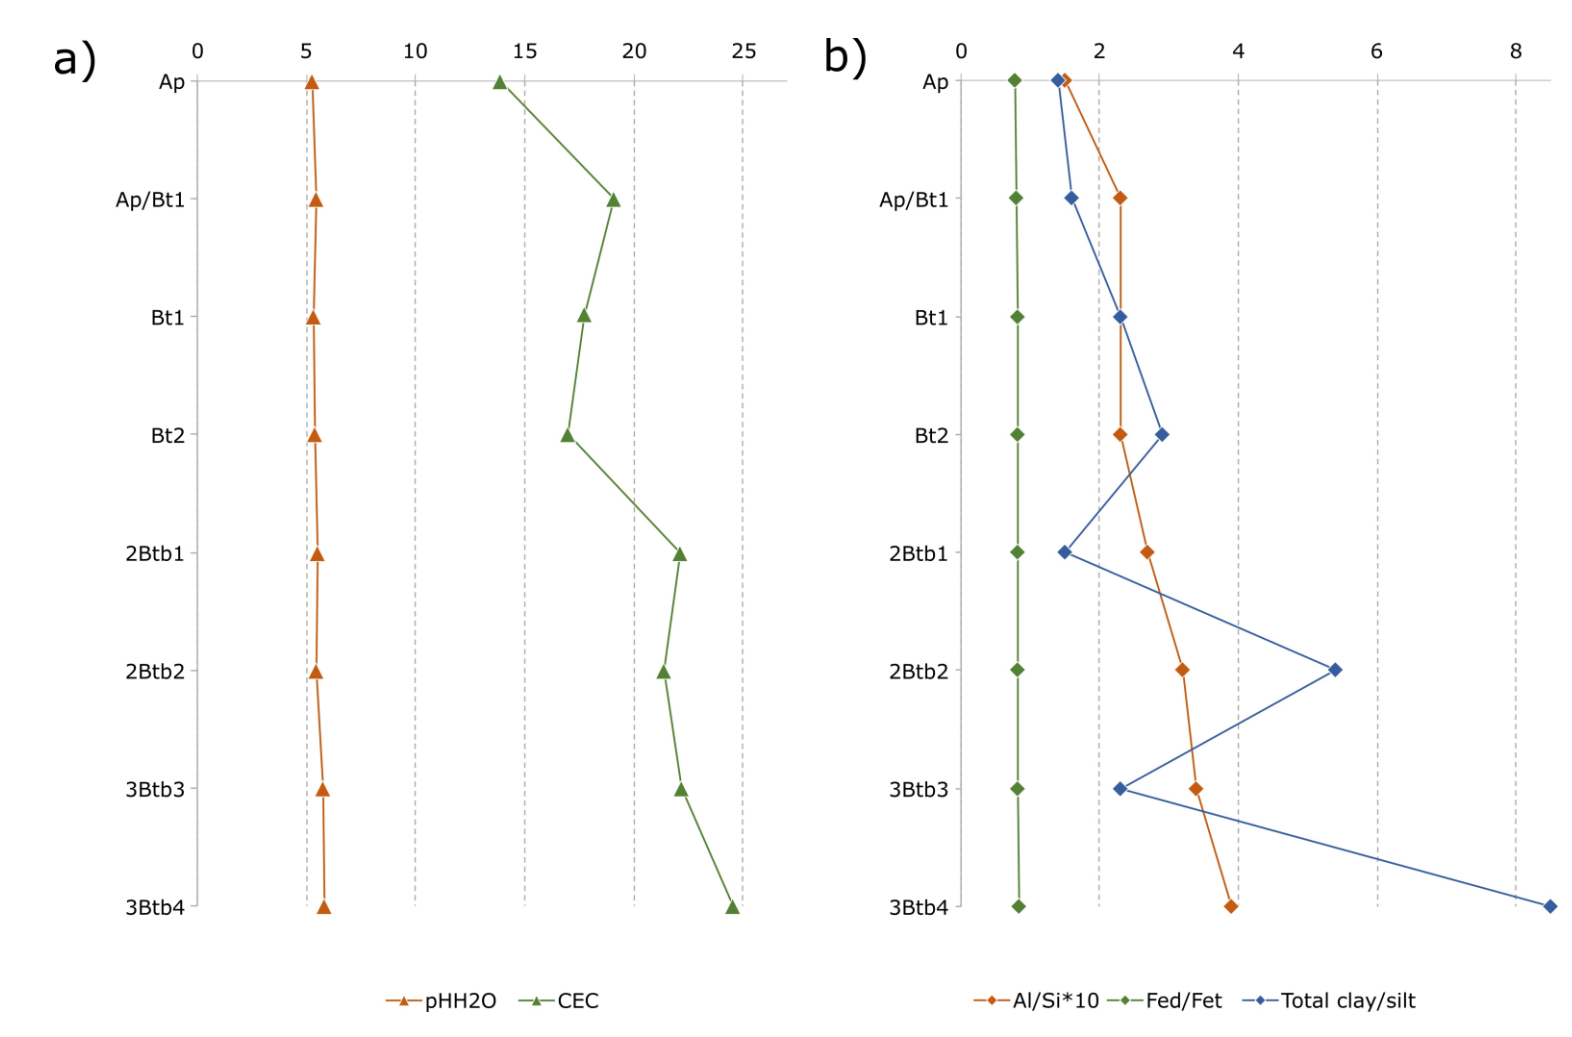 a)
0 5 10 15 20 25
Ap
Ap/Bt1
Bt1
Bt2
2Btb1
2Btb2
3Btb3
3Btb4
pHH2O CEC
b)
0 2 4 6 8
Ap
Ap/Bt1
Bt1
Bt2
2Btb1
2Btb2
3Btb3
3Btb4
Al/Si*10 Fed/Fet Total clay/silt